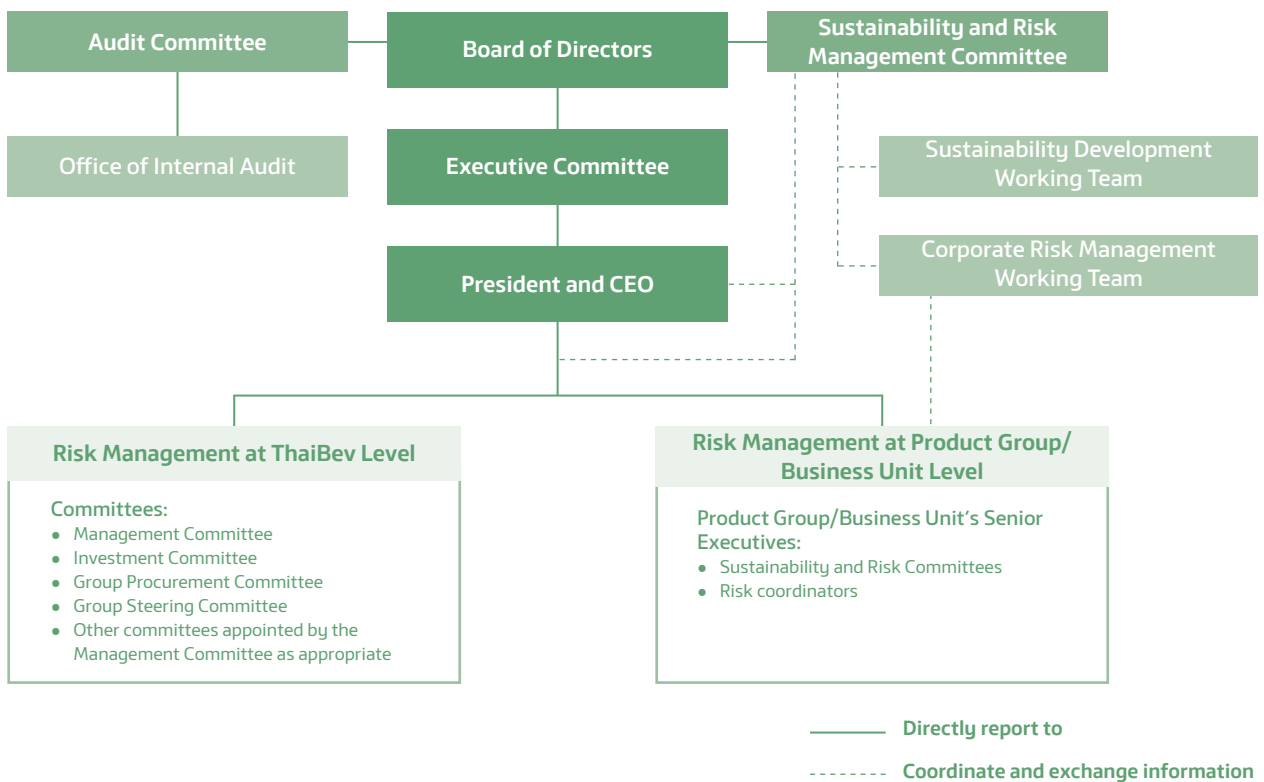 Audit Committee
Board of Directors
Sustainability and Risk
Management Committee
Office of Internal Audit
Executive Committee
Sustainability Development
Working Team
Corporate Risk Management
Working Team
President and CEO
Risk Management at ThaiBev Level
Committees:
• Management Committee
• Investment Committee
• Group Procurement Committee
• Group Steering Committee
• Other committees appointed by the
Management Committee as appropriate
Risk Management at Product Group/
Business Unit Level
Product Group/Business Unit's Senior
Executives:
• Sustainability and Risk Committees
• Risk coordinators
Directly report to
Coordinate and exchange information